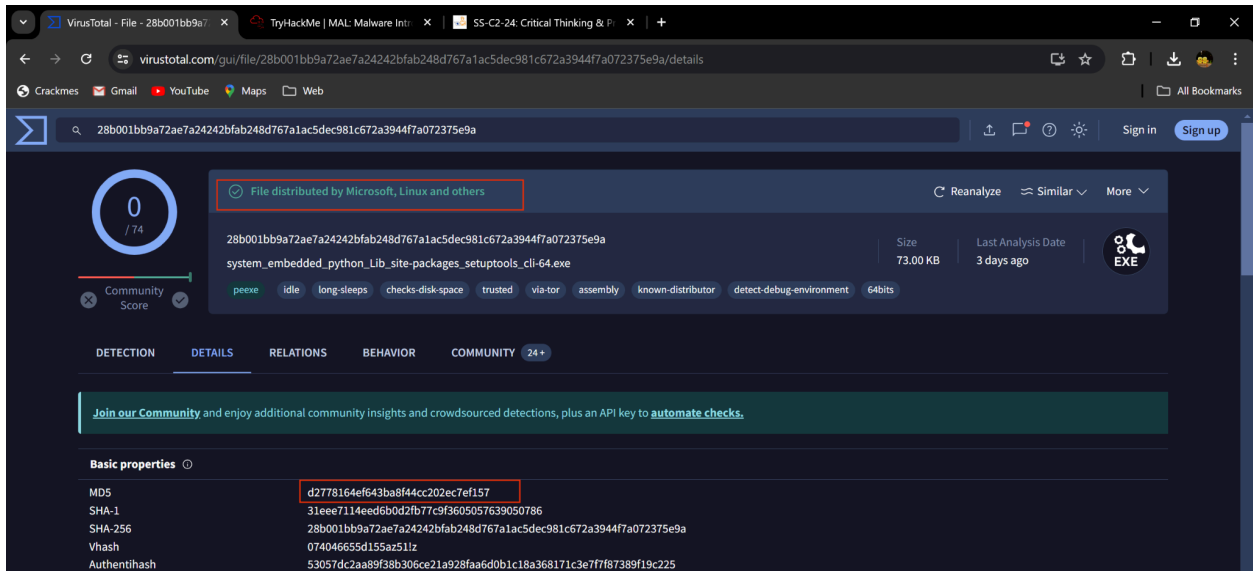 VirusTotal - File - 28b001bb9a7
TryHackMe | MAL: Malware Intr
SS-C2-24: Critical Thinking & Pr
virustotal.com/gui/file/28b001bb9a72ae7a24242bfab248d767a1ac5dec981c672a3944f7a072375e9a/details
Crackmes Gmail YouTube Maps Web All Bookmarks
28b001bb9a72ae7a24242bfab248d767a1ac5dec981c672a3944f7a072375e9a Sign in Sign up
File distributed by Microsoft, Linux and others Reanalyze Similar More
0
/ 74
28b001bb9a72ae7a24242bfab248d767a1ac5dec981c672a3944f7a072375e9a
system_embedded_python_Lib_site-packages_setuptools_cli-64.exe
Size
73.00 KB
Last Analysis Date
3 days ago
EXE
Community
Score
peexe idle long-sleeps checks-disk-space trusted via-tor assembly known-distributor detect-debug-environment 64bits
DETECTION DETAILS RELATIONS BEHAVIOR COMMUNITY 24+
Join our Community and enjoy additional community insights and crowdsourced detections, plus an API key to automate checks.
Basic properties
MD5 d2778164ef643ba8f44cc202ec7ef157
SHA-1 31eee7114eed6b0d2fb77c9f3605057639050786
SHA-256 28b001bb9a72ae7a24242bfab248d767a1ac5dec981c672a3944f7a072375e9a
Vhash 074046655d155az51!z
Authentihash 53057dc2aa89f38b306ce21a928faa6d0b1c18a368171c3e7f7f87389f19c225